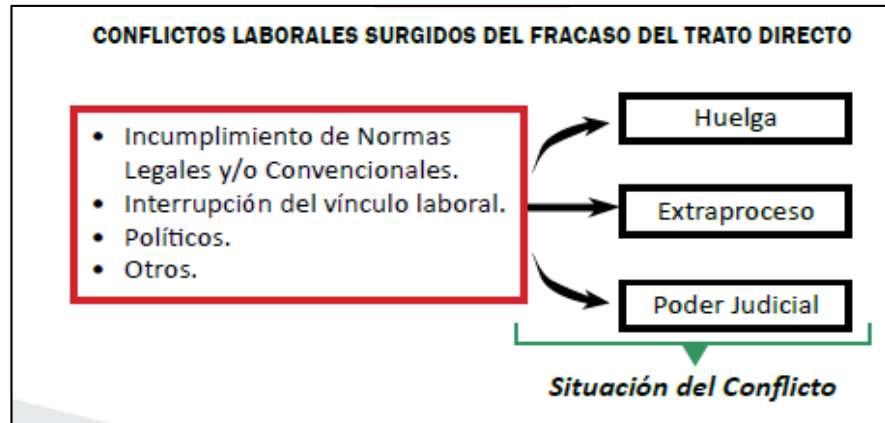 CONFLICTOS LABORALES SURGIDOS DEL FRACASO DEL TRATO DIRECTO
• Incumplimiento de Normas
Legales y/o Convencionales.
• Interrupción del vínculo laboral.
• Políticos.
• Otros.
Huelga
Extraproceso
Poder Judicial
Situación del Conflicto